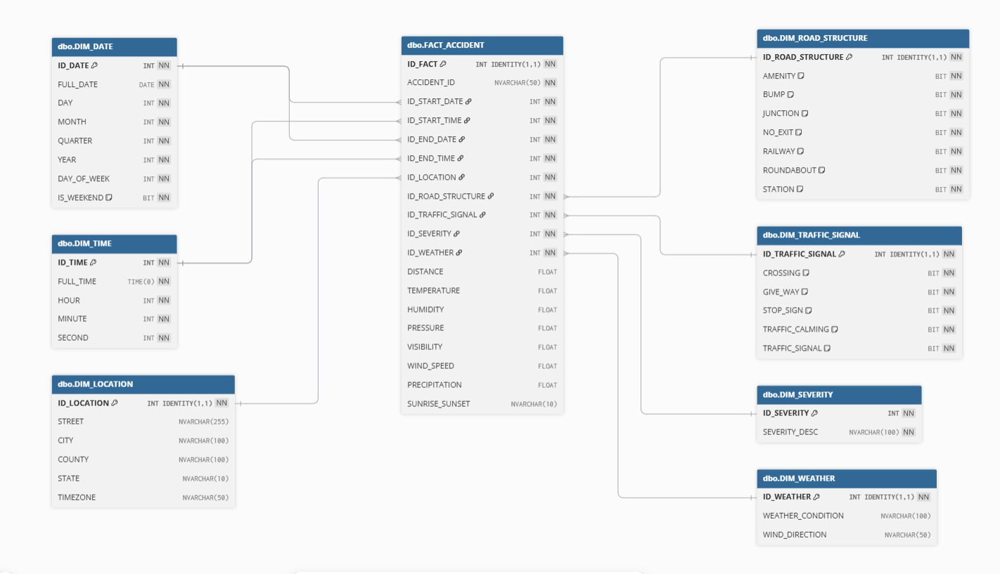 dbo.DIM_DATE
ID_DATE INT NN
FULL_DATE DATE NN
DAY INT NN
MONTH INT NN
QUARTER INT NN
YEAR INT NN
DAY_OF_WEEK INT NN
IS_WEEKEND BIT NN
dbo.DIM_TIME
ID_TIME INT NN
FULL_TIME TIME(0) NN
HOUR INT NN
MINUTE INT NN
SECOND INT NN
dbo.DIM_LOCATION
ID_LOCATION INT IDENTITY(1,1) NN
STREET NVARCHAR(255)
CITY NVARCHAR(100)
COUNTY NVARCHAR(100)
STATE NVARCHAR(10)
TIMEZONE NVARCHAR(50)
dbo.FACT_ACCIDENT
ID_FACT INT IDENTITY(1,1) NN
ACCIDENT_ID NVARCHAR(50) NN
ID_START_DATE INT NN
ID_START_TIME INT NN
ID_END_DATE INT NN
ID_END_TIME INT NN
ID_LOCATION INT NN
ID_ROAD_STRUCTURE INT NN
ID_TRAFFIC_SIGNAL INT NN
ID_SEVERITY INT NN
ID_WEATHER INT NN
DISTANCE FLOAT
TEMPERATURE FLOAT
HUMIDITY FLOAT
PRESSURE FLOAT
VISIBILITY FLOAT
WIND_SPEED FLOAT
PRECIPITATION FLOAT
SUNRISE_SUNSET NVARCHAR(10)
dbo.DIM_ROAD_STRUCTURE
ID_ROAD_STRUCTURE INT IDENTITY(1,1) NN
AMENITY BIT NN
BUMP BIT NN
JUNCTION BIT NN
NO_EXIT BIT NN
RAILWAY BIT NN
ROUNDABOUT BIT NN
STATION BIT NN
dbo.DIM_TRAFFIC_SIGNAL
ID_TRAFFIC_SIGNAL INT IDENTITY(1,1) NN
CROSSING BIT NN
GIVE_WAY BIT NN
STOP_SIGN BIT NN
TRAFFIC_CALMING BIT NN
TRAFFIC_SIGNAL BIT NN
dbo.DIM_SEVERITY
ID_SEVERITY INT NN
SEVERITY_DESC NVARCHAR(100) NN
dbo.DIM_WEATHER
ID_WEATHER INT IDENTITY(1,1) NN
WEATHER_CONDITION NVARCHAR(100)
WIND_DIRECTION NVARCHAR(50)